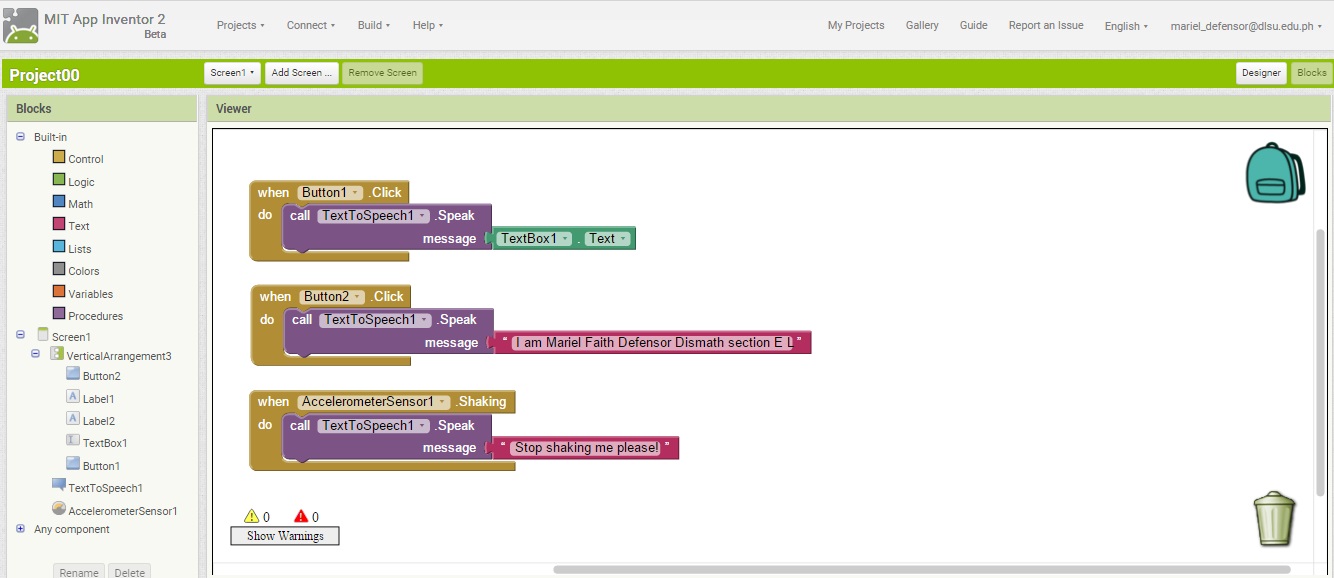 MIT App Inventor 2
Beta
Projects Connect Build Help
My Projects Gallery Guide Report an Issue English mariel_defensor@dlsu.edu.ph
Project00
Screen1 Add Screen ... Remove Screen
Designer Blocks
Blocks
Viewer
Built-in
Control
Logic
Math
Text
Lists
Colors
Variables
Procedures
Screen1
VerticalArrangement3
Button2
Label1
Label2
TextBox1
Button1
TextToSpeech1
AccelerometerSensor1
Any component
Rename Delete
when Button1 .Click
do call TextToSpeech1 .Speak
message TextBox1 . Text
when Button2 .Click
do call TextToSpeech1 .Speak
message " I am Mariel Faith Defensor Dismath section E L "
when AccelerometerSensor1 .Shaking
do call TextToSpeech1 .Speak
message " Stop shaking me please! "
0 0
Show Warnings